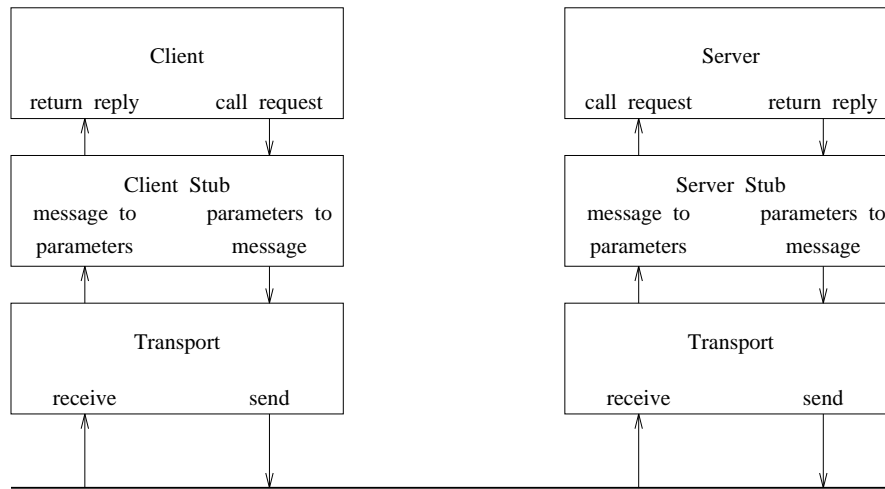 Client
return reply
call request
Server
call request
return reply
Client Stub
message to
parameters
parameters to
message
Server Stub
message to
parameters
parameters to
message
Transport
receive
send
Transport
receive
send